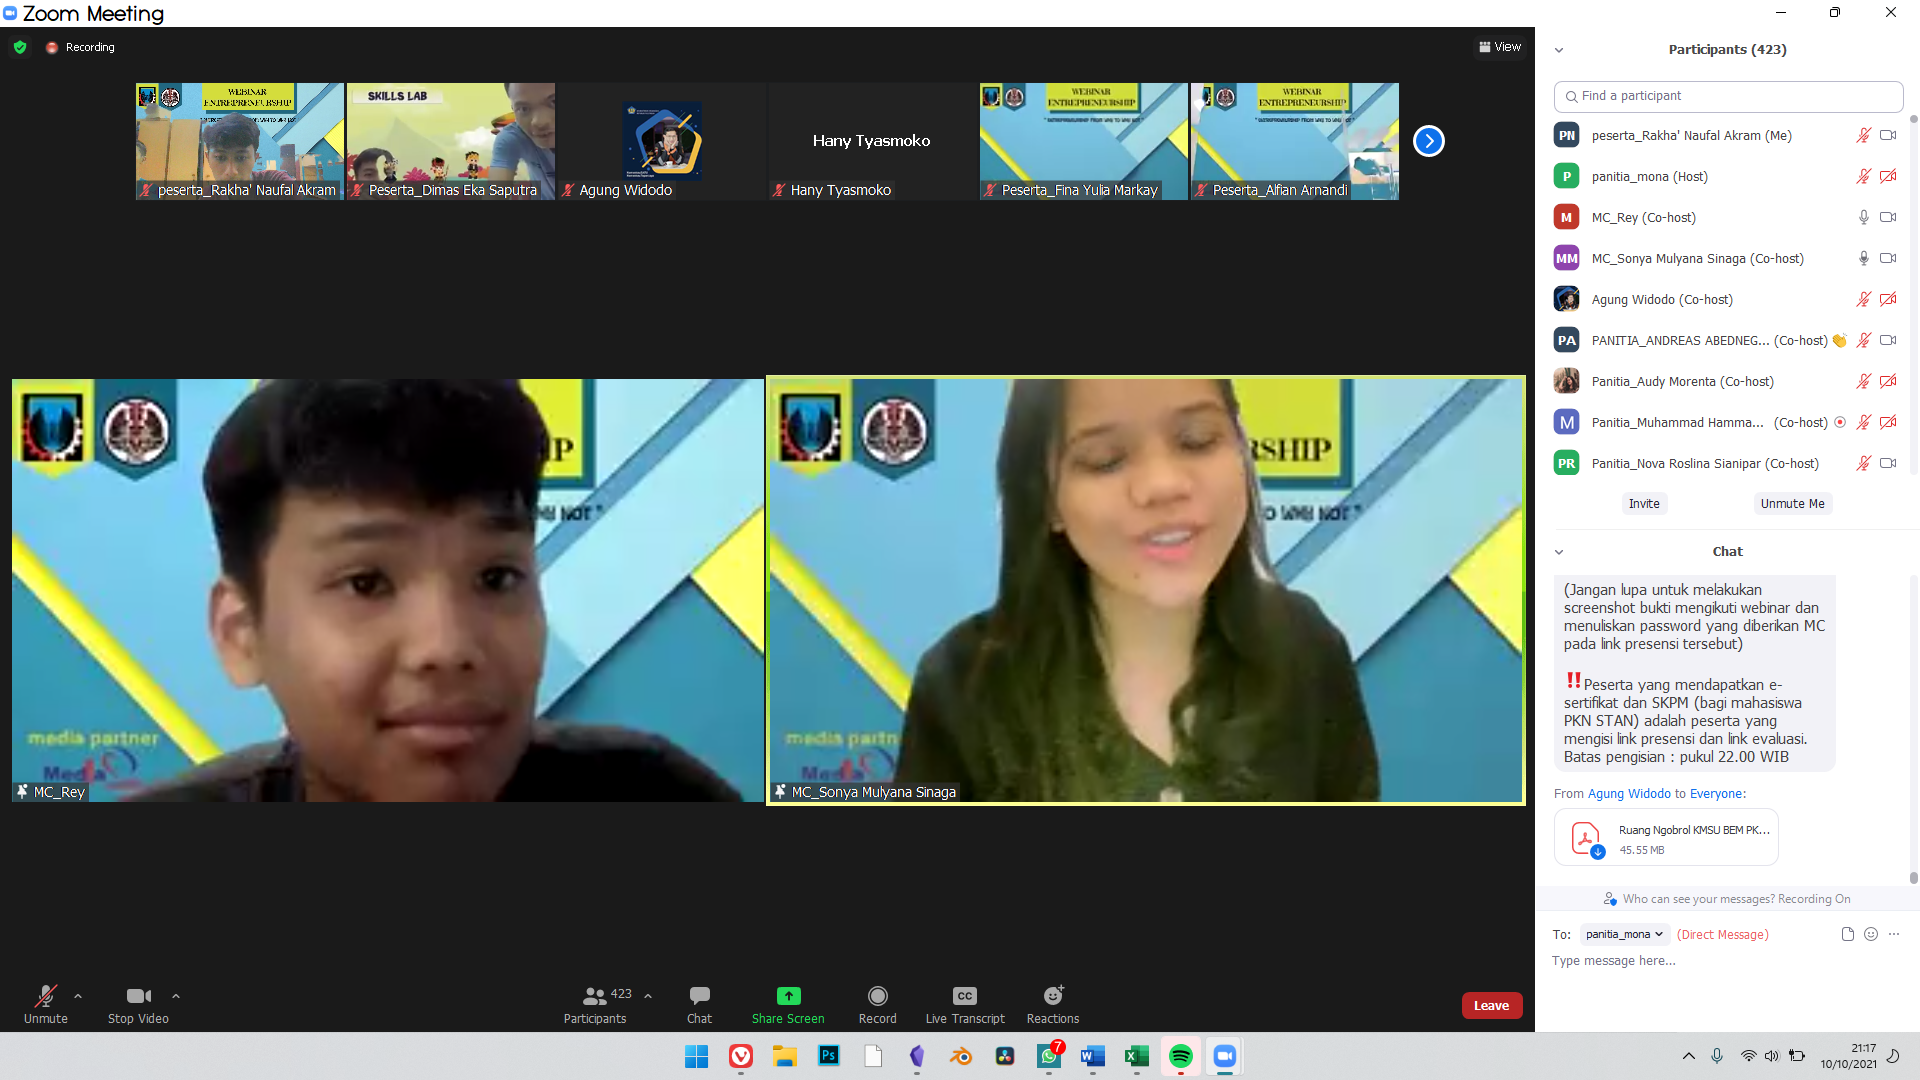 Zoom Meeting
Recording
View
WEBINAR
ENTREPRENEURSHIP
SKILLS LAB
Hany Tyasmoko
WEBINAR
ENTREPRENEURSHIP
WEBINAR
ENTREPRENEURSHIP
peserta_Rakha' Naufal Akram
Peserta_Dimas Eka Saputra
Agung Widodo
Hany Tyasmoko
Peserta_Fina Yulia Markay
Peserta_Alfian Arnandi
media partner
MC_Rey
MC_Sonya Mulyana Sinaga
Participants (423)
Find a participant
PN peserta_Rakha' Naufal Akram (Me)
P panitia_mona (Host)
M MC_Rey (Co-host)
MM MC_Sonya Mulyana Sinaga (Co-host)
Agung Widodo (Co-host)
PA PANITIA_ANDREAS ABEDNEG... (Co-host)
Panitia_Audy Morenta (Co-host)
M Panitia_Muhammad Hamma... (Co-host)
PR Panitia_Nova Roslina Sianipar (Co-host)
Invite
Unmute Me
Chat
(Jangan lupa untuk melakukan
screenshot bukti mengikuti webinar dan
menuliskan password yang diberikan MC
pada link presensi tersebut)
‼️Peserta yang mendapatkan e-
sertifikat dan SKPM (bagi mahasiswa
PKN STAN) adalah peserta yang
mengisi link presensi dan link evaluasi.
Batas pengisian : pukul 22.00 WIB
From Agung Widodo to Everyone:
Ruang Ngobrol KMSU BEM PK...
45.55 MB
Who can see your messages? Recording On
To: panitia_mona (Direct Message)
Type message here...
Unmute
Stop Video
423
Participants
Chat
Share Screen
Record
CC
Live Transcript
Reactions
Leave
Ps
7
21:17
10/10/2021